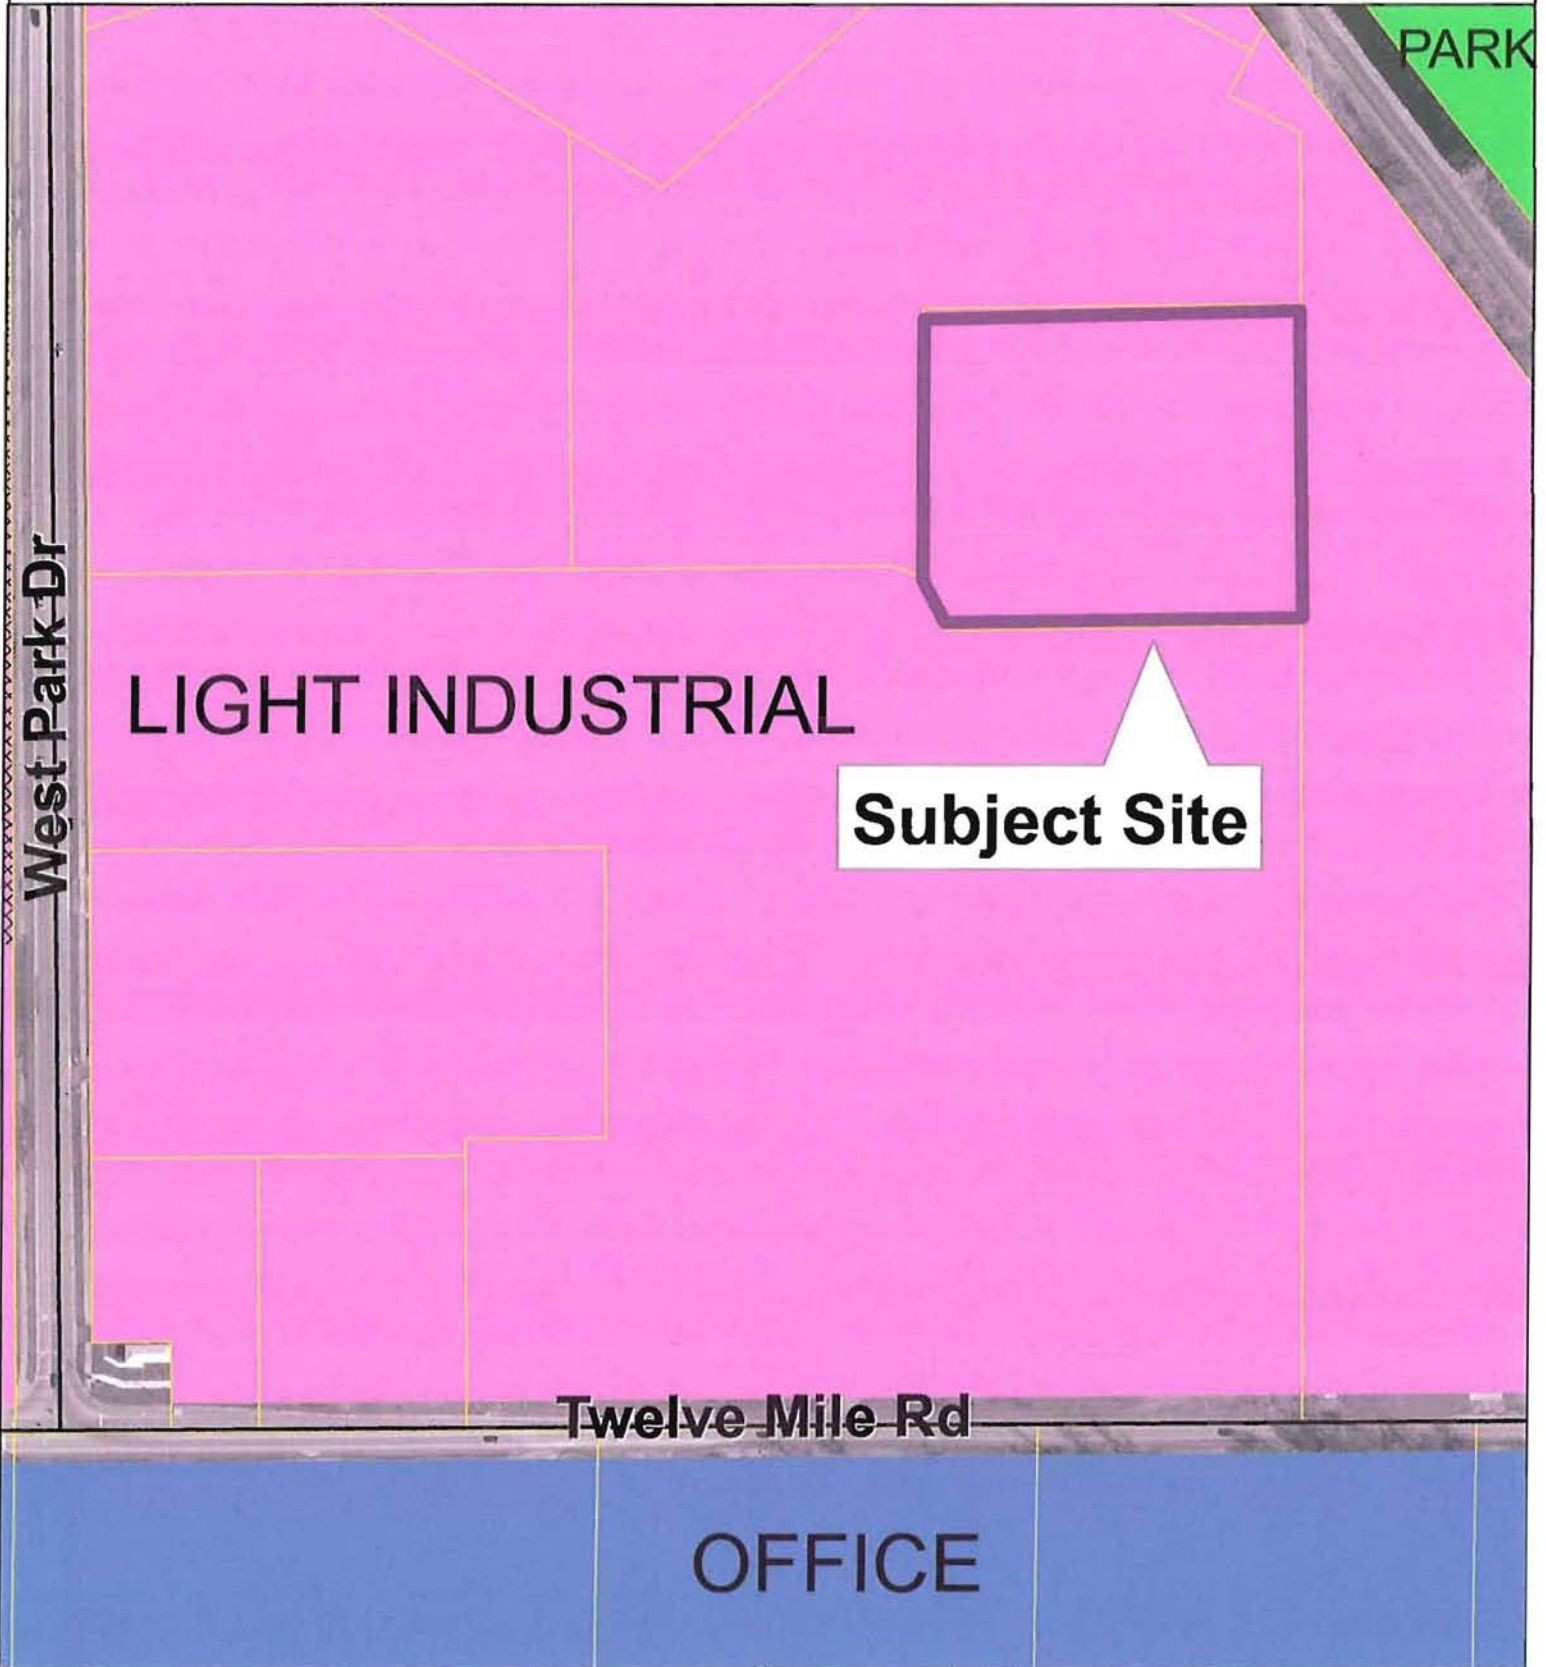 PARK
West Park Dr
LIGHT INDUSTRIAL
Subject Site
Twelve Mile Rd
OFFICE